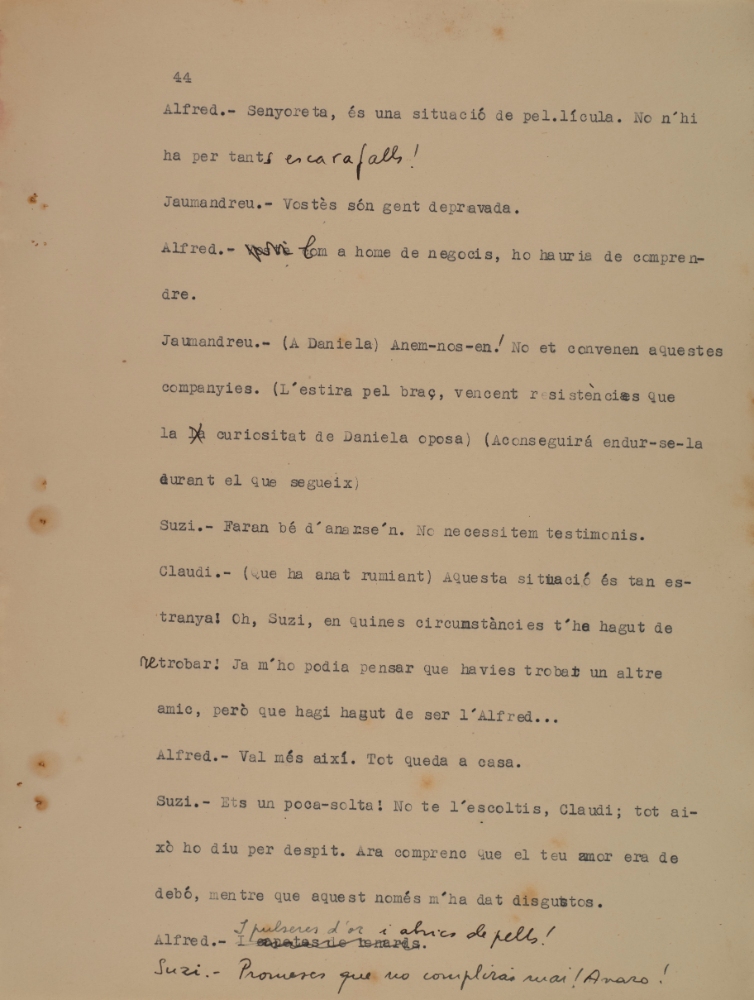 44
Alfred.- Senyoreta, és una situació de pel.lícula. No n'hi
ha per tants escarafalls!
Jaumandreu.- Vostès són gent depravada.
Alfred.- Com a home de negocis, ho hauria de compren-
dre.
Jaumandreu.- (A Daniela) Anem-nos-en! No et convenen aquestes
companyies. (L'estira pel braç, vencent resistències que
la curiositat de Daniela oposa) (Aconseguirá endur-se-la
durant el que segueix)
Suzi.- Faran bé d'anarse'n. No necessitem testimonis.
Claudi.- (Que ha anat rumiant) Aquesta situació és tan es-
tranya! Oh, Suzi, en quines circumstàncies t'he hagut de
retrobar! Ja m'ho podia pensar que havies trobat un altre
amic, però que hagi hagut de ser l'Alfred...
Alfred.- Val més així. Tot queda a casa.
Suzi.- Ets un poca-solta! No te l'escoltis, Claudi; tot ai-
xò ho diu per despit. Ara comprenc que el teu amor era de
debó, mentre que aquest només m'ha dat disgustos.
Alfred.- I pulseres d'or i abrics de pells!
Suzi.- Promeses que no compliràs mai! Avaro!